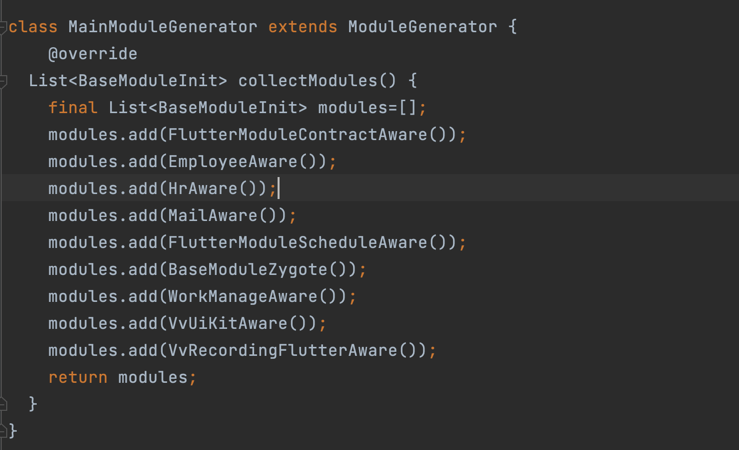 class MainModuleGenerator extends ModuleGenerator {
    @override
  List<BaseModuleInit> collectModules() {
    final List<BaseModuleInit> modules=[];
    modules.add(FlutterModuleContractAware());
    modules.add(EmployeeAware());
    modules.add(HrAware());
    modules.add(MailAware());
    modules.add(FlutterModuleScheduleAware());
    modules.add(BaseModuleZygote());
    modules.add(WorkManageAware());
    modules.add(VvUiKitAware());
    modules.add(VvRecordingFlutterAware());
    return modules;
  }
}